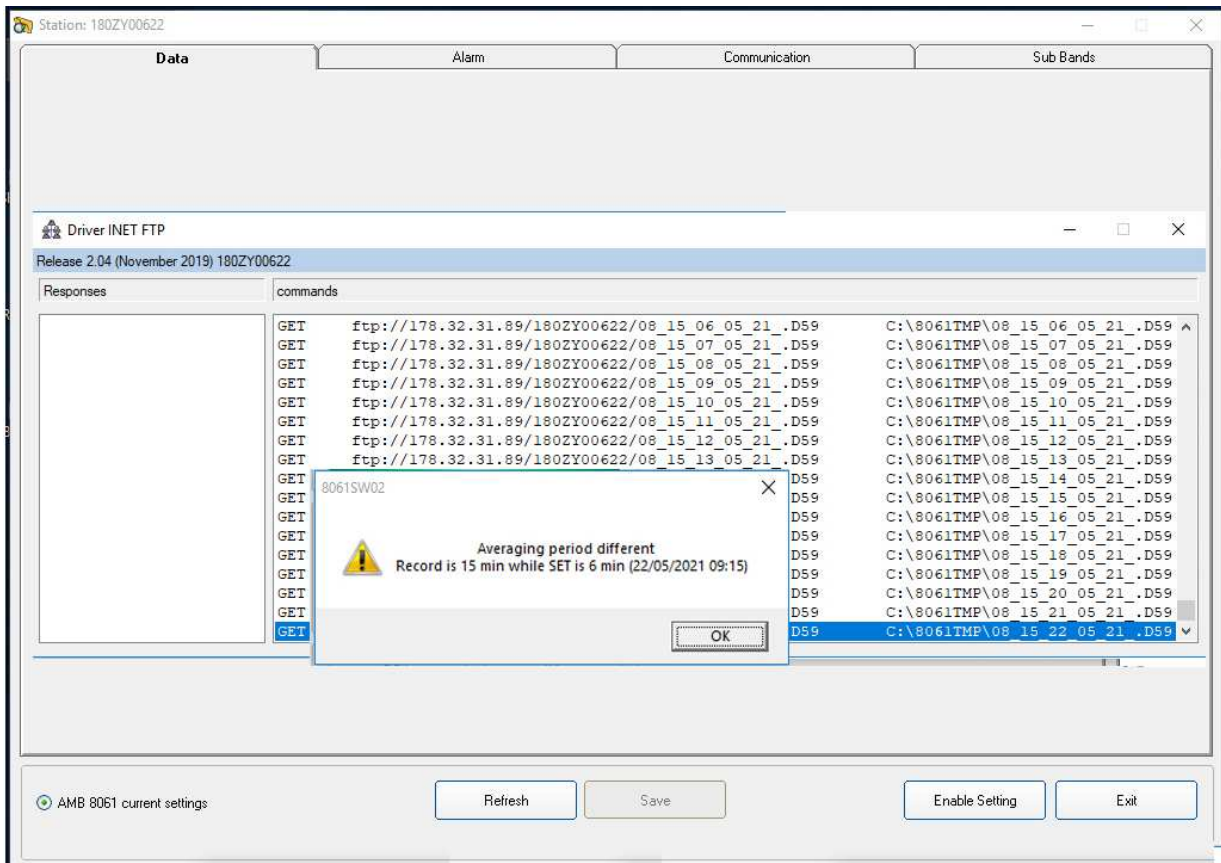 Station: 180ZY00622
Data Alarm Communication Sub Bands
Driver INET FTP
Release 2.04 (November 2019) 180ZY00622
Responses commands
GET ftp://178.32.31.89/180ZY00622/08_15_06_05_21_.D59 C:\8061TMP\08_15_06_05_21_.D59
GET ftp://178.32.31.89/180ZY00622/08_15_07_05_21_.D59 C:\8061TMP\08_15_07_05_21_.D59
GET ftp://178.32.31.89/180ZY00622/08_15_08_05_21_.D59 C:\8061TMP\08_15_08_05_21_.D59
GET ftp://178.32.31.89/180ZY00622/08_15_09_05_21_.D59 C:\8061TMP\08_15_09_05_21_.D59
GET ftp://178.32.31.89/180ZY00622/08_15_10_05_21_.D59 C:\8061TMP\08_15_10_05_21_.D59
GET ftp://178.32.31.89/180ZY00622/08_15_11_05_21_.D59 C:\8061TMP\08_15_11_05_21_.D59
GET ftp://178.32.31.89/180ZY00622/08_15_12_05_21_.D59 C:\8061TMP\08_15_12_05_21_.D59
GET ftp://178.32.31.89/180ZY00622/08_15_13_05_21_.D59 C:\8061TMP\08_15_13_05_21_.D59
GET D59 C:\8061TMP\08_15_14_05_21_.D59
GET D59 C:\8061TMP\08_15_15_05_21_.D59
GET D59 C:\8061TMP\08_15_16_05_21_.D59
GET D59 C:\8061TMP\08_15_17_05_21_.D59
GET D59 C:\8061TMP\08_15_18_05_21_.D59
GET D59 C:\8061TMP\08_15_19_05_21_.D59
GET D59 C:\8061TMP\08_15_20_05_21_.D59
GET D59 C:\8061TMP\08_15_21_05_21_.D59
GET D59 C:\8061TMP\08_15_22_05_21_.D59
8061SW02
Averaging period different
Record is 15 min while SET is 6 min (22/05/2021 09:15)
OK
AMB 8061 current settings Refresh Save Enable Setting Exit